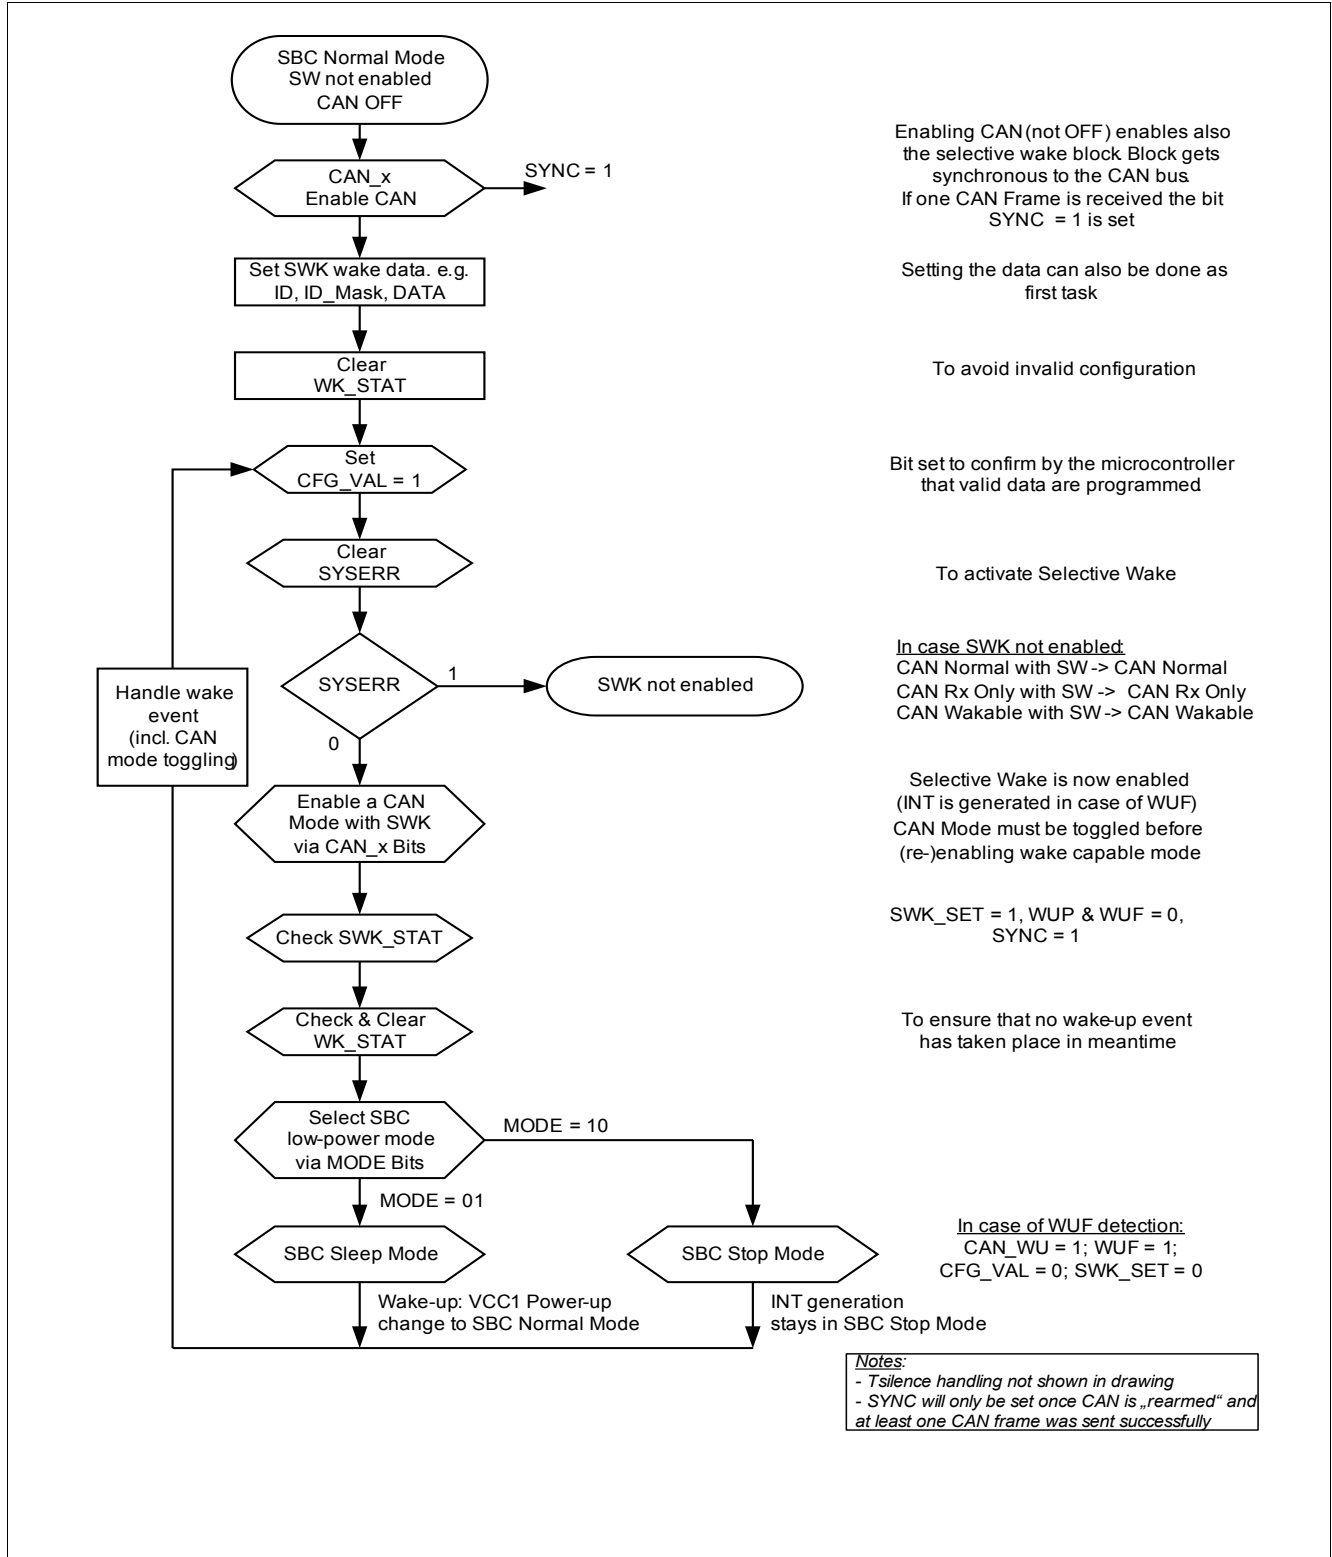 SBC Normal Mode
SW not enabled
CAN OFF
CAN_x
Enable CAN
SYNC = 1
Enabling CAN (not OFF) enables also
the selective wake block. Block gets
synchronous to the CAN bus.
If one CAN Frame is received the bit
SYNC = 1 is set
Set SWK wake data. e.g.
ID, ID_Mask, DATA
Setting the data can also be done as
first task
Clear
WK_STAT
To avoid invalid configuration
Set
CFG_VAL = 1
Bit set to confirm by the microcontroller
that valid data are programmed
Clear
SYSERR
To activate Selective Wake
SYSERR
1
0
SWK not enabled
In case SWK not enabled:
CAN Normal with SW -> CAN Normal
CAN Rx Only with SW -> CAN Rx Only
CAN Wakable with SW -> CAN Wakable
Handle wake
event
(incl. CAN
mode toggling)
Enable a CAN
Mode with SWK
via CAN_x Bits
Selective Wake is now enabled
(INT is generated in case of WUF)
CAN Mode must be toggled before
(re-)enabling wake capable mode
Check SWK_STAT
SWK_SET = 1, WUP & WUF = 0,
SYNC = 1
Check & Clear
WK_STAT
To ensure that no wake-up event
has taken place in meantime
Select SBC
low-power mode
via MODE Bits
MODE = 10
MODE = 01
SBC Sleep Mode
SBC Stop Mode
In case of WUF detection:
CAN_WU = 1; WUF = 1;
CFG_VAL = 0; SWK_SET = 0
Wake-up: VCC1 Power-up
change to SBC Normal Mode
INT generation
stays in SBC Stop Mode
Notes:
- Tsilence handling not shown in drawing
- SYNC will only be set once CAN is „rearmed“ and
at least one CAN frame was sent successfully